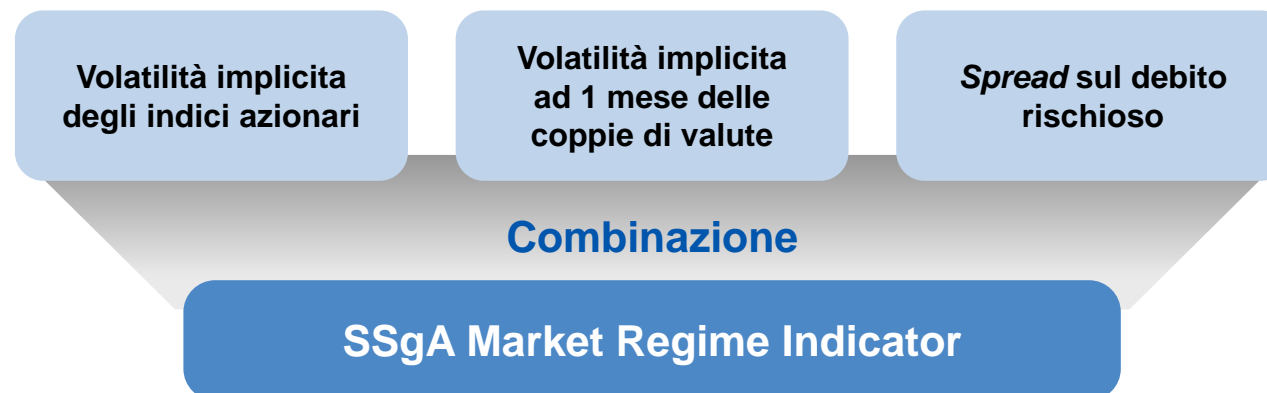 Volatilità implicita
degli indici azionari
Volatilità implicita
ad 1 mese delle
coppie di valute
Spread sul debito
rischioso
Combinazione
SSgA Market Regime Indicator